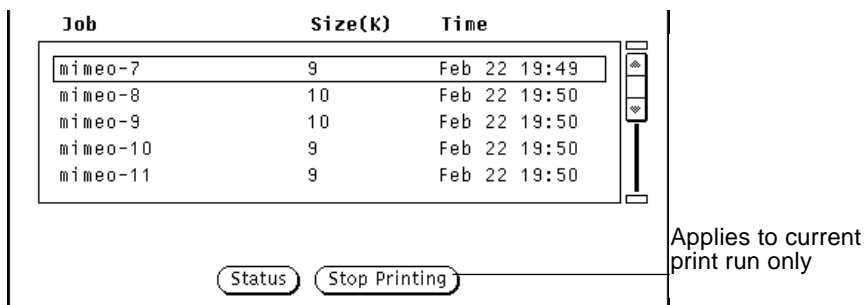 Job Size(K) Time
mimeo-7 9 Feb 22 19:49
mimeo-8 10 Feb 22 19:50
mimeo-9 10 Feb 22 19:50
mimeo-10 9 Feb 22 19:50
mimeo-11 9 Feb 22 19:50
Status Stop Printing
Applies to current
print run only